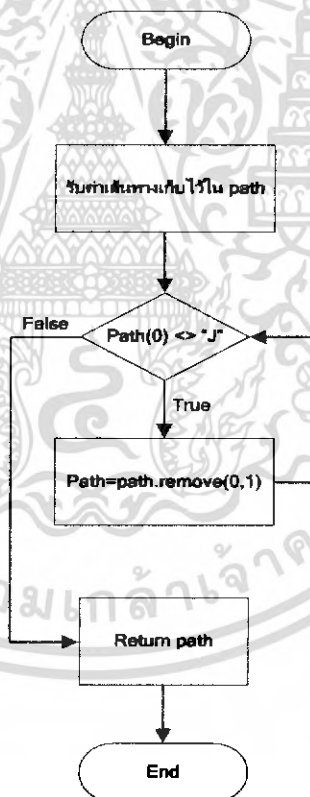 Begin
รับค่าเส้นทางเก็บไว้ใน path
Path(0) <> "J"
False
True
Path=path.remove(0,1)
Return path
End